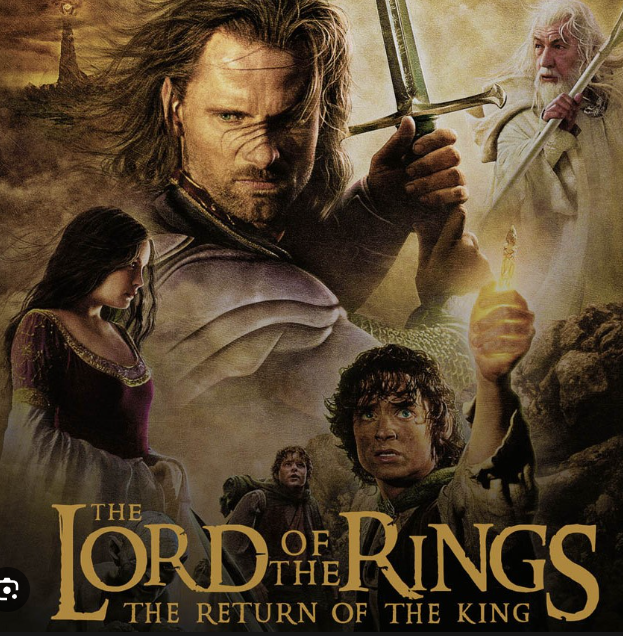 THE
LORD OF THE RINGS
THE RETURN OF THE KING